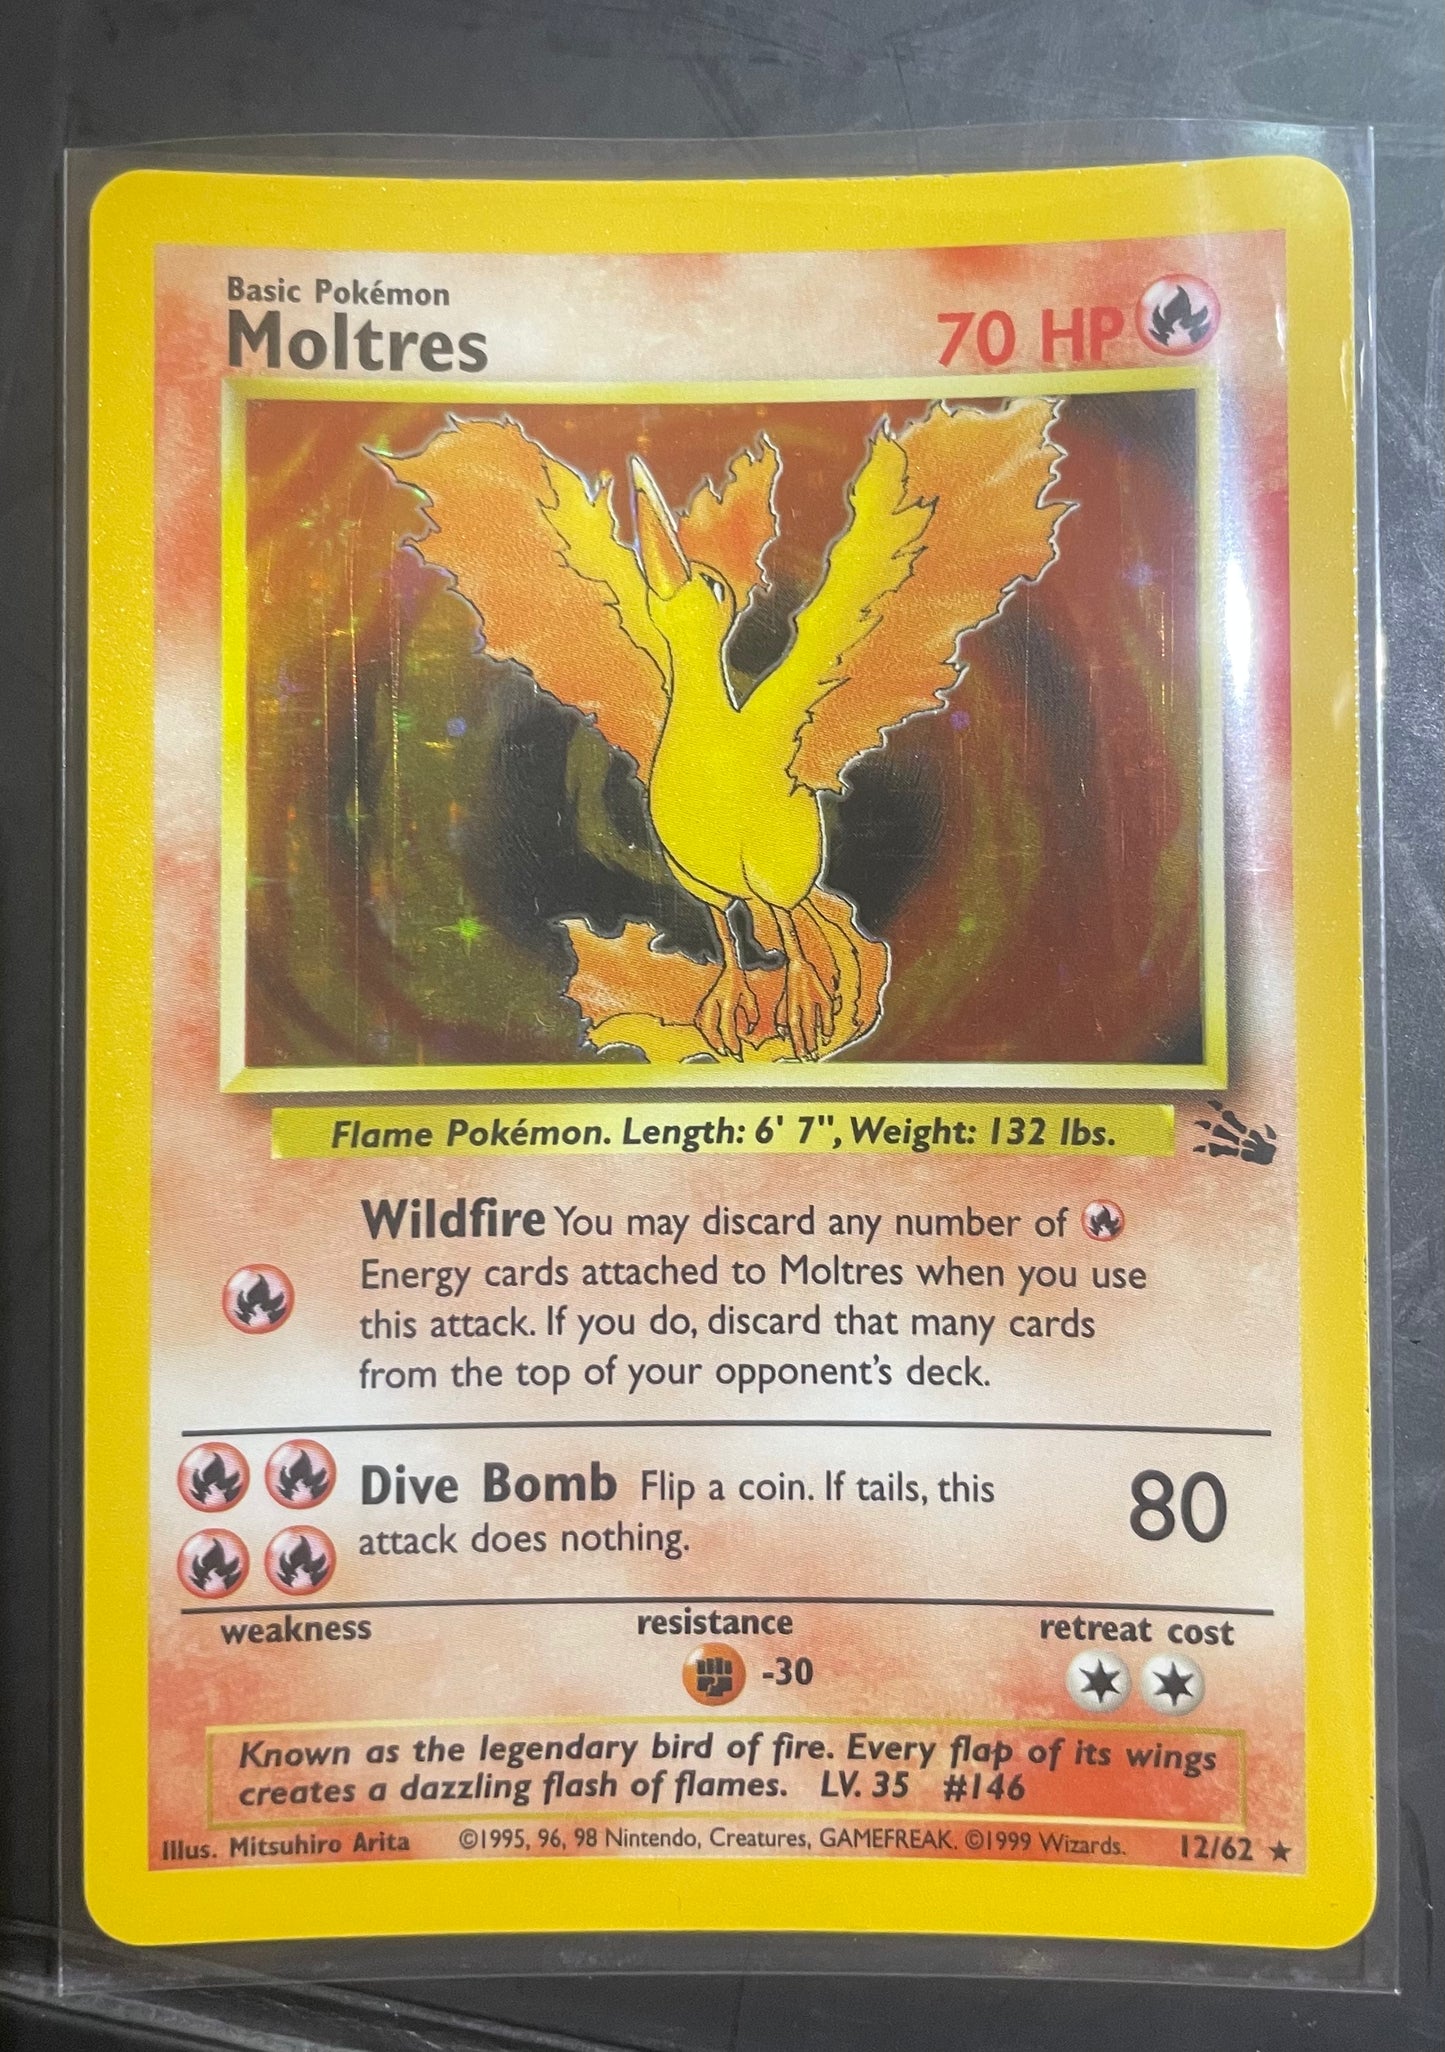 Basic Pokémon
Moltres
70 HP
Flame Pokémon. Length: 6' 7", Weight: 132 lbs.
Wildfire You may discard any number of
Energy cards attached to Moltres when you use
this attack. If you do, discard that many cards
from the top of your opponent's deck.
Dive Bomb Flip a coin. If tails, this
attack does nothing.
80
weakness
resistance
retreat cost
-30
Known as the legendary bird of fire. Every flap of its wings
creates a dazzling flash of flames. LV. 35 #146
Illus. Mitsuhiro Arita ©1995, 96, 98 Nintendo, Creatures, GAMEFREAK. ©1999 Wizards. 12/62 ★